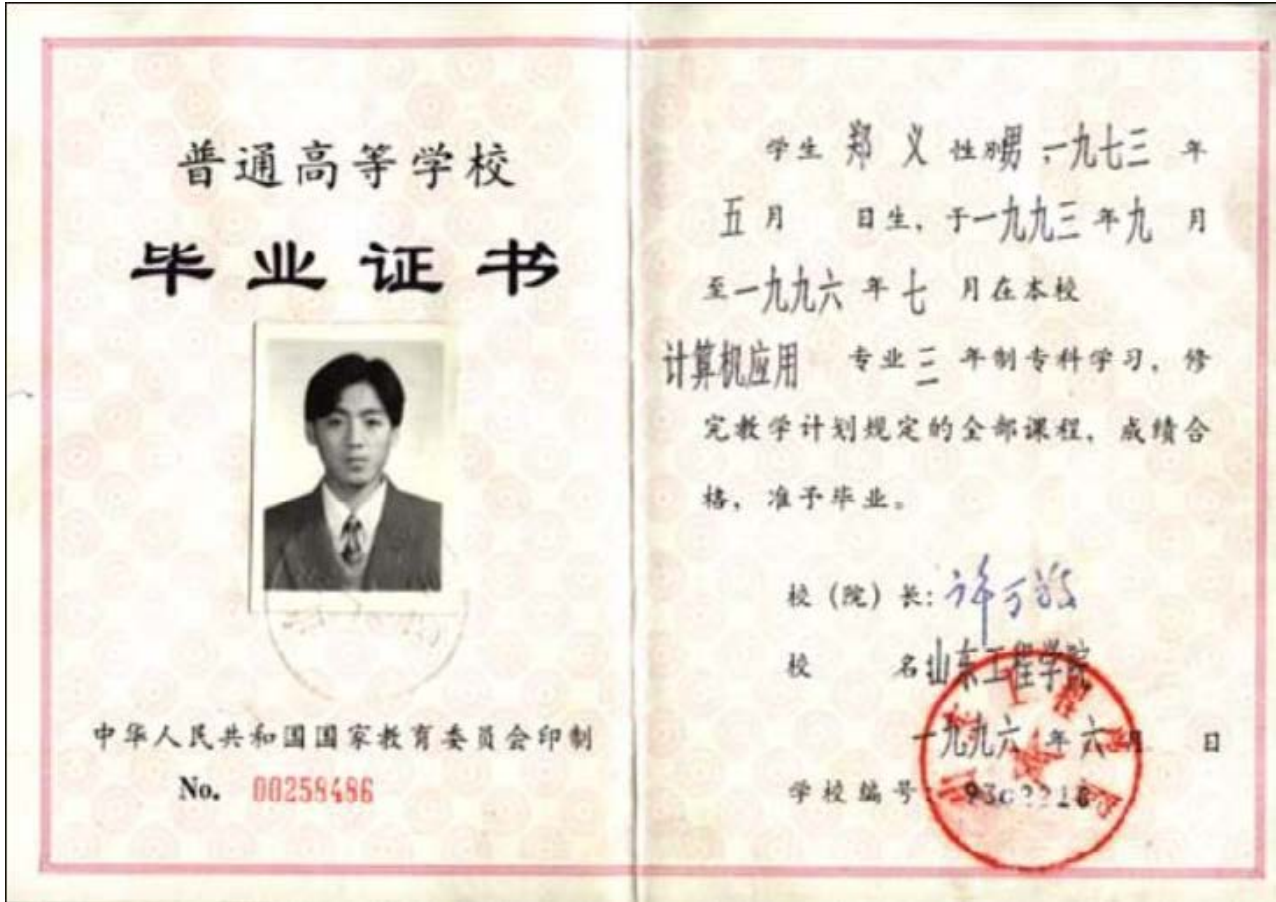 普通高等学校
毕业证书
中华人民共和国国家教育委员会印制
No. 00258486
学生 郑义 性别男,一九七三 年
五月 日生,于一九九三年九 月
至一九九六 年七 月在本校
计算机应用 专业三 年制专科学习,修
完教学计划规定的全部课程,成绩合
格,准予毕业。
校(院)长:
校 名山东工程学院
一九九六年六月 日
学校编号